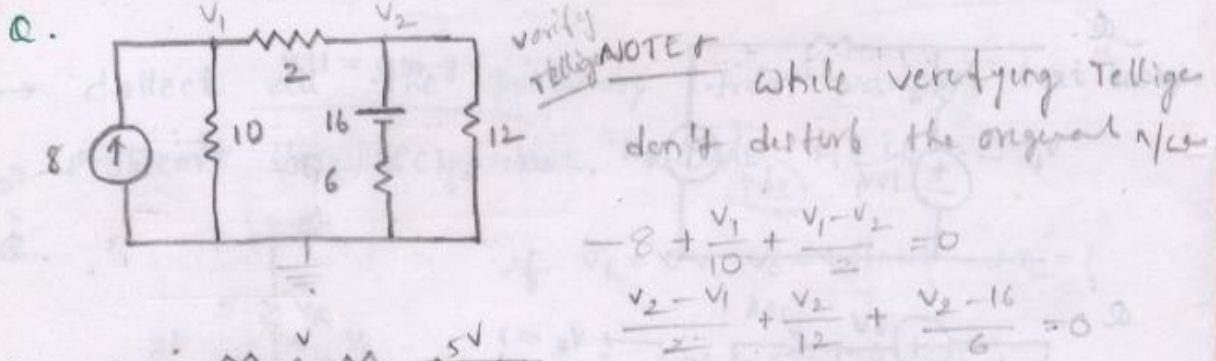 Q.
V₁ V₂
2
8
10
16
6
12
verify
Tellige NOTE
while verifying Tellige
don't disturb the original n/w
- 8 + V₁/10 + (V₁ - V₂)/2 = 0
(V₂ - V₁)/2 + V₂/12 + (V₂ - 16)/6 = 0
V 5V